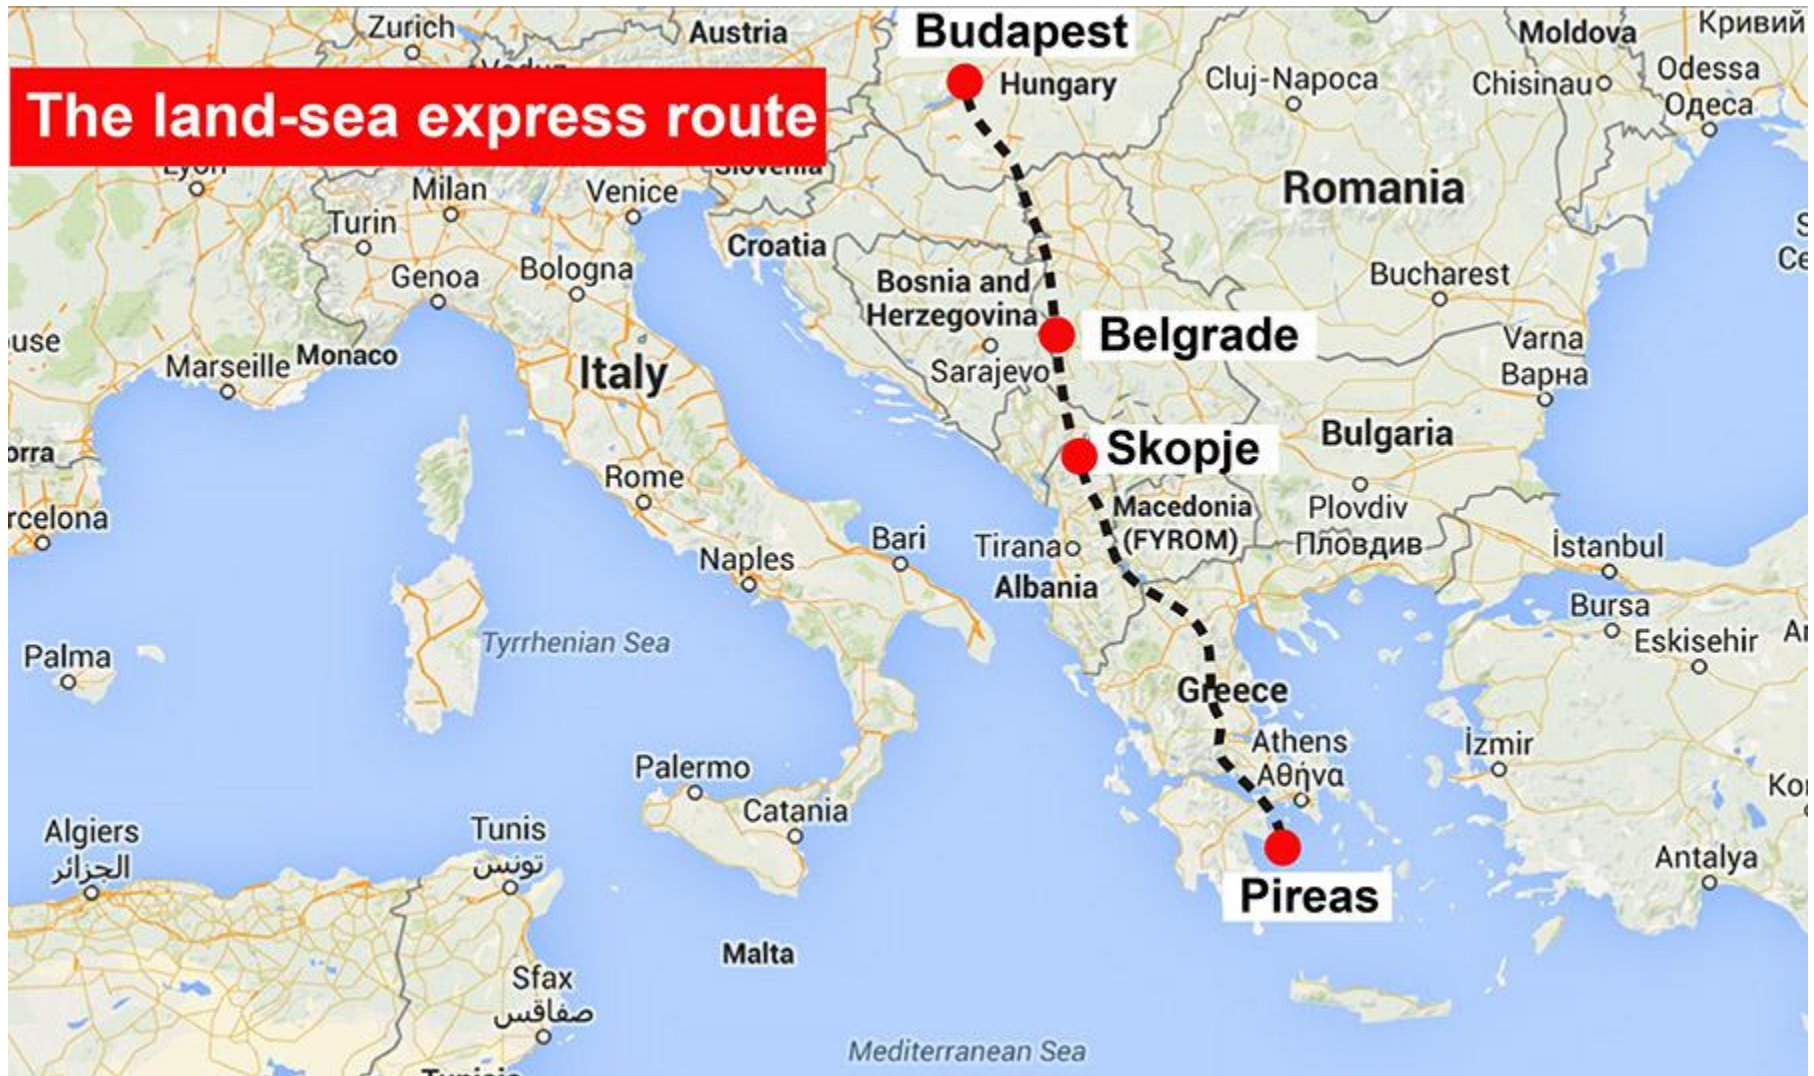 Zurich
Austria
Budapest
Moldova
Кривий
Hungary
Cluj-Napoca
Chisinau
Odessa
Одеса
The land-sea express route
Milan
Venice
Romania
Turin
Croatia
Genoa
Bologna
Bosnia and
Herzegovina
Bucharest
Belgrade
Varna
Варна
Marseille
Monaco
Italy
Sarajevo
Skopje
Bulgaria
Rome
Macedonia
(FYROM)
Plovdiv
Пловдив
Naples
Bari
Tirana
Albania
İstanbul
Bursa
Eskisehir
Tyrrhenian Sea
Palma
Greece
Athens
Αθήνα
İzmir
Palermo
Catania
Algiers
الجزائر
Tunis
تونس
Antalya
Pireas
Malta
Sfax
صفاقس
Mediterranean Sea